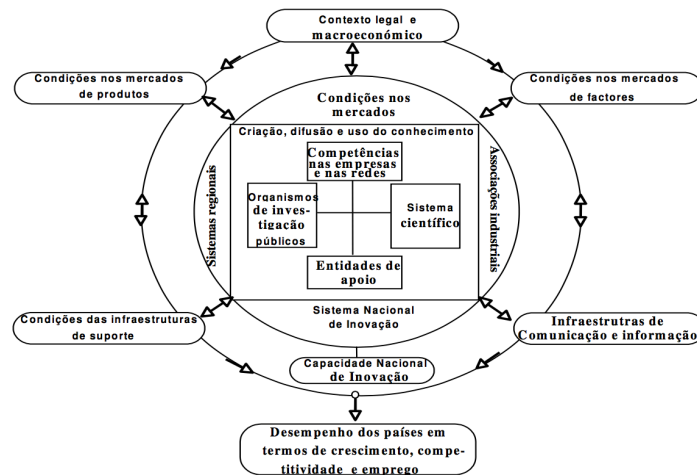 Contexto legal e
macroeconómico
Condições nos mercados
de produtos
Condições nos mercados
de factores
Condições nos
mercados
Criação, difusão e uso do conhecimento
Competências
nas empresas
e nas redes
Sistemas regionais
Associações industriais
Organismos
de inves-
tigacão
públicos
Sistema
científico
Entidades de
apoio
Sistema Nacional
de Inovação
Condições das infraestruturas
de suporte
Infraestrutras de
Comunicação e informação
Capacidade Nacional
de Inovação
Desempenho dos países em
termos de crescimento, compe-
titividade e emprego